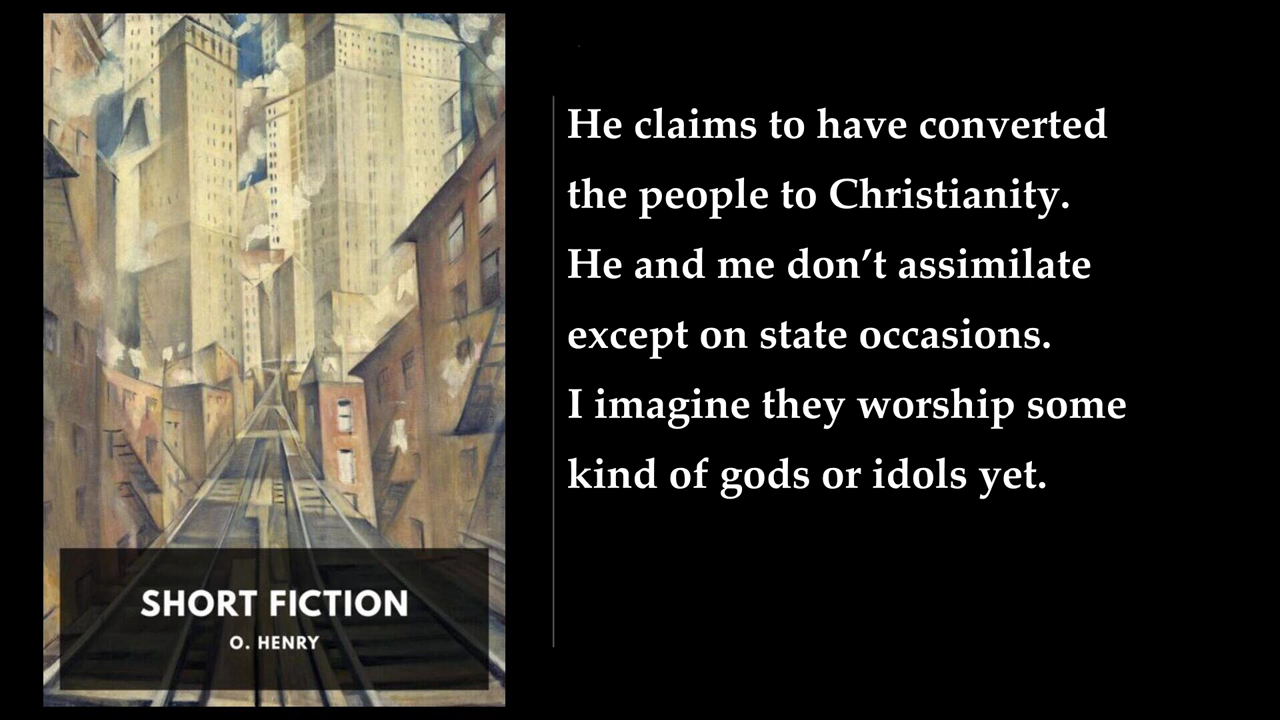 He claims to have converted
the people to Christianity.
He and me don’t assimilate
except on state occasions.
I imagine they worship some
kind of gods or idols yet.
SHORT FICTION
O. HENRY